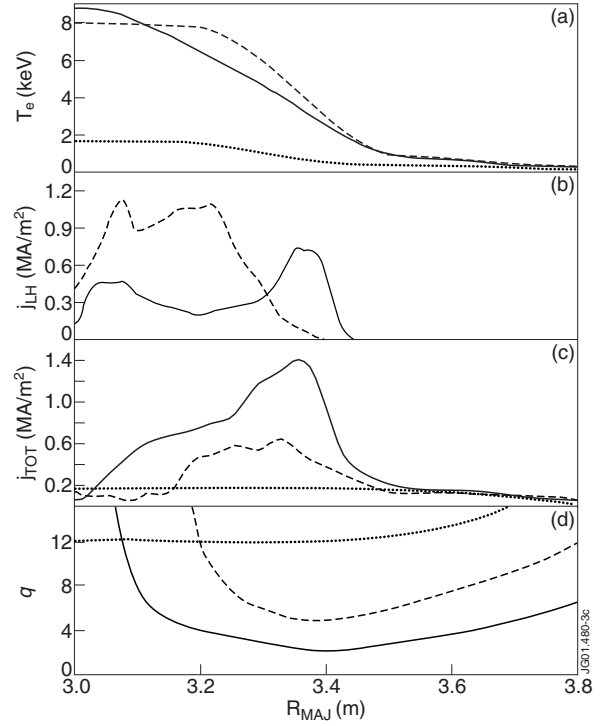 (a)
8
6
4
2
0
Tₑ (keV)
(b)
1.2
0.9
0.6
0.3
0
j_LH (MA/m²)
(c)
1.4
1.0
0.6
0.2
j_TOT (MA/m²)
(d)
12
8
4
0
q
3.0 3.2 3.4 3.6 3.8
R_MAJ (m)
JG01.480-3c